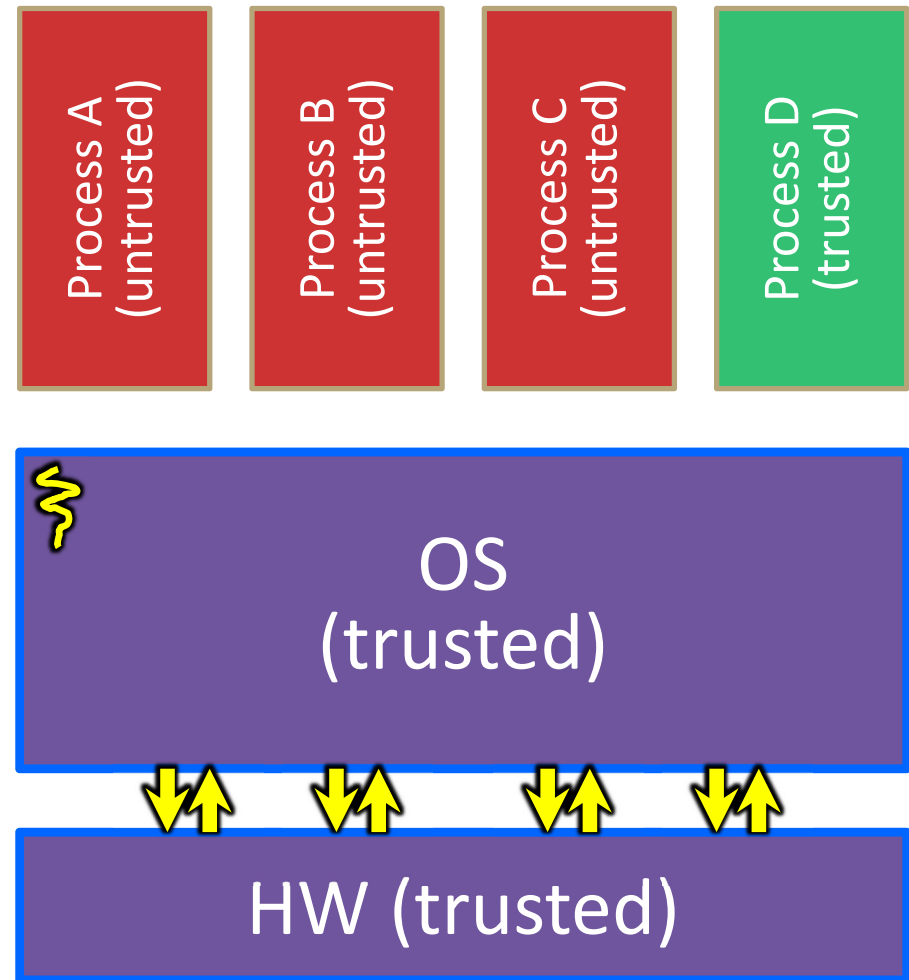 Process A
(untrusted)
Process B
(untrusted)
Process C
(untrusted)
Process D
(trusted)
OS
(trusted)
HW (trusted)